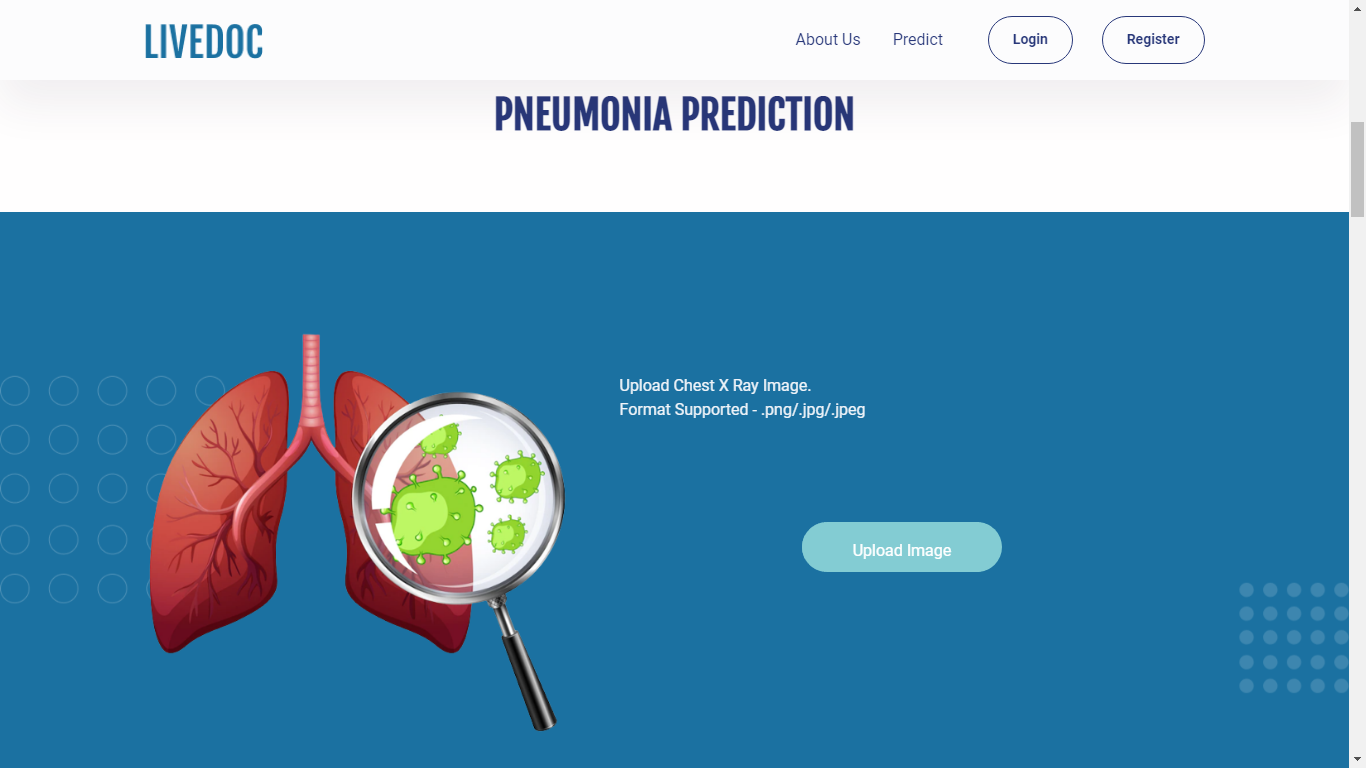 LIVEDOC
About Us
Predict
Login
Register
PNEUMONIA PREDICTION
Upload Chest X Ray Image.
Format Supported - .png/.jpg/.jpeg
Upload Image